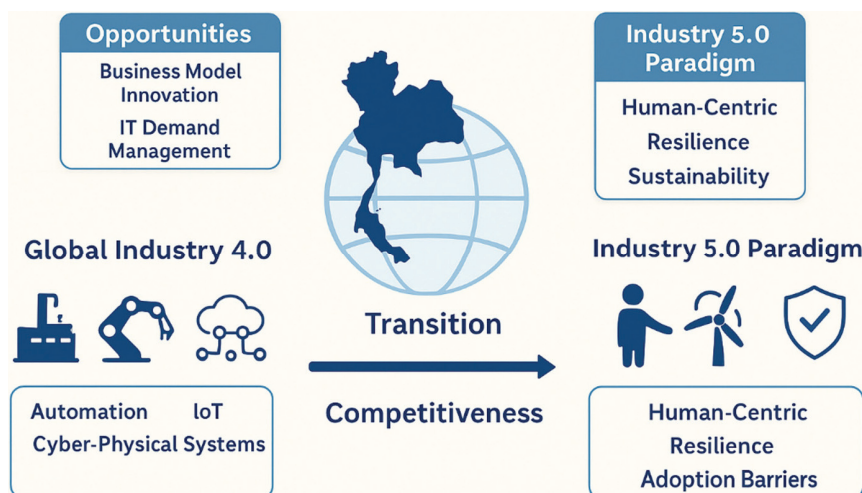 Opportunities
Business Model
Innovation
IT Demand
Management
Industry 5.0
Paradigm
Human-Centric
Resilience
Sustainability
Global Industry 4.0
Transition
Competitiveness
Industry 5.0 Paradigm
Automation IoT
Cyber-Physical Systems
Human-Centric
Resilience
Adoption Barriers